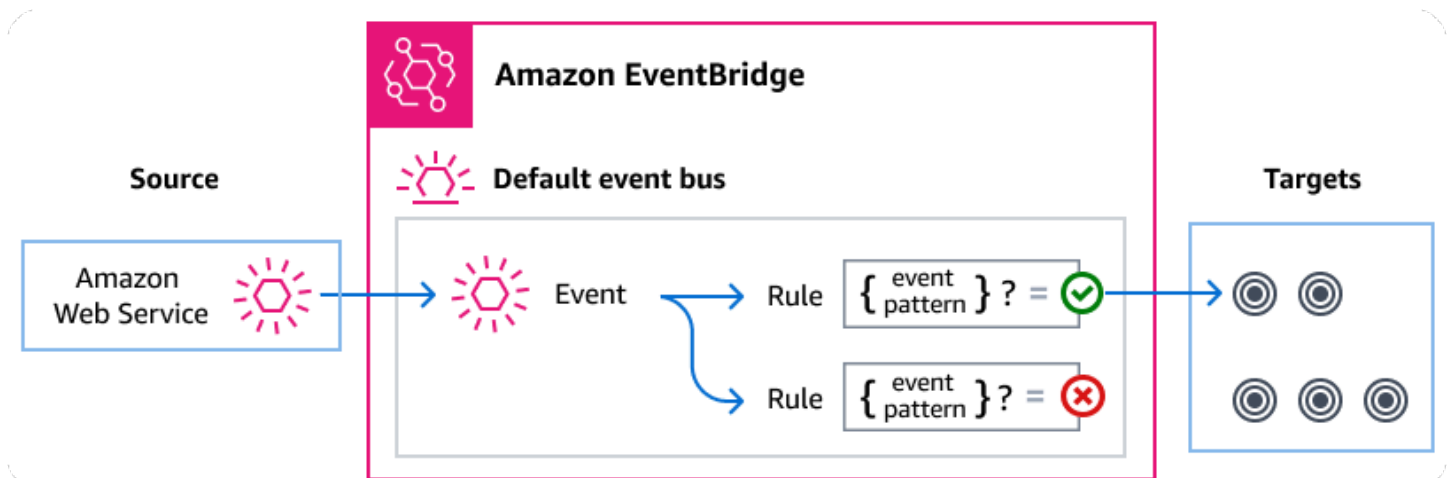 Amazon EventBridge
Source
Default event bus
Targets
Amazon
Web Service
Event
Rule
{ event
pattern } ? =
Rule
{ event
pattern } ? =